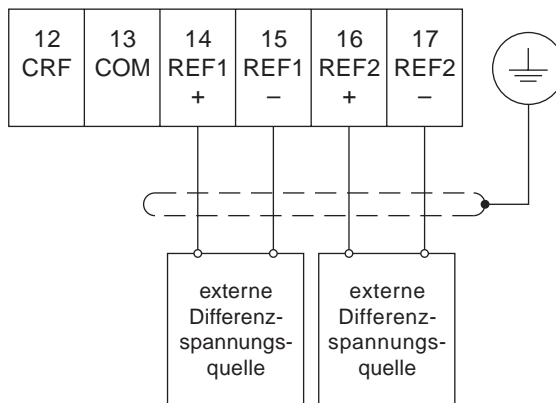 12 13 14 15 16 17
CRF COM REF1 REF1 REF2 REF2
+ – + –
externe
Differenz-
spannungs-
quelle
externe
Differenz-
spannungs-
quelle